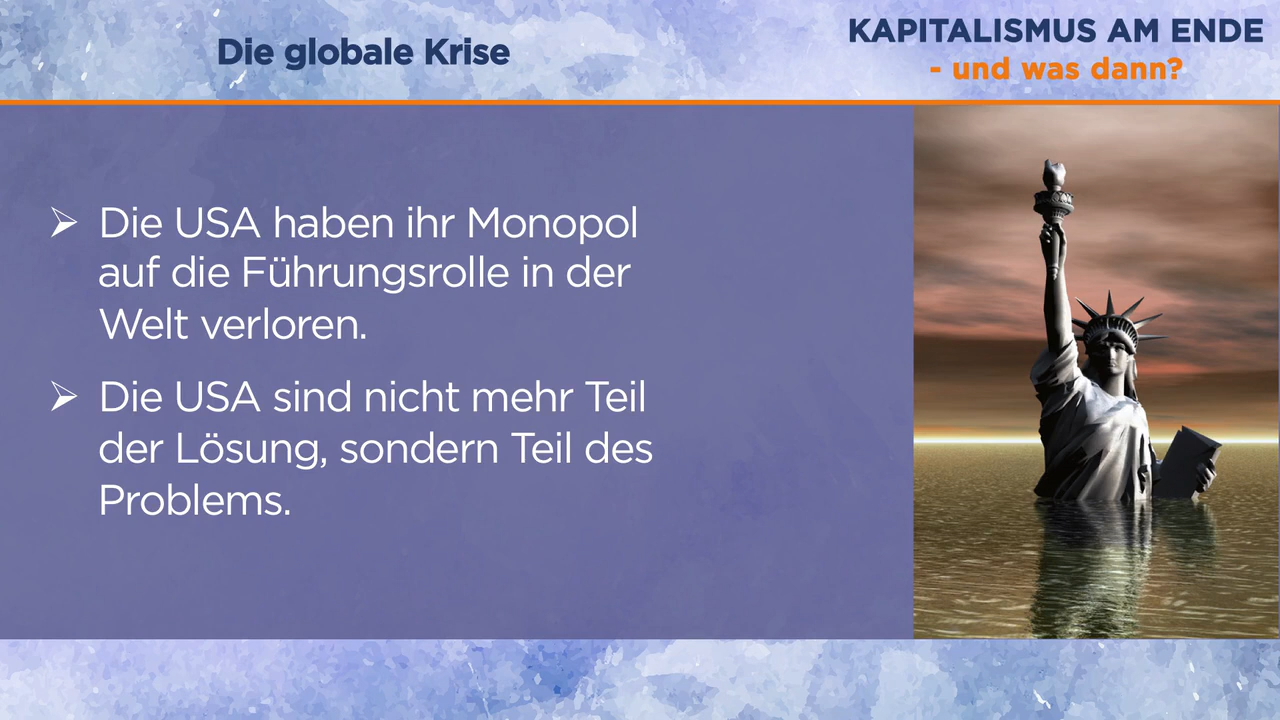 Die globale Krise
KAPITALISMUS AM ENDE
- und was dann?
Die USA haben ihr Monopol
auf die Führungsrolle in der
Welt verloren.
Die USA sind nicht mehr Teil
der Lösung, sondern Teil des
Problems.